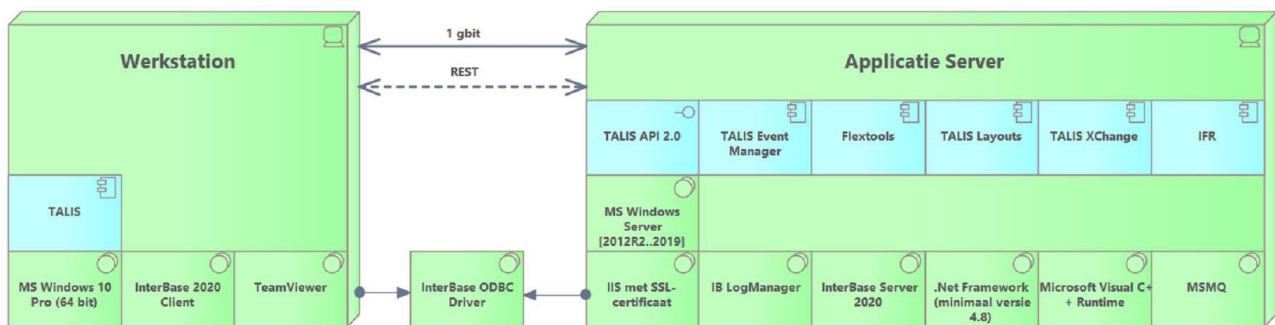 Werkstation
1 gbit
REST
Applicatie Server
TALIS API 2.0
TALIS Event
Manager
Flextools
TALIS Layouts
TALIS XChange
IFR
TALIS
MS Windows
Server
[2012R2..2019]
MS Windows 10
Pro (64 bit)
InterBase 2020
Client
TeamViewer
InterBase ODBC
Driver
IIS met SSL-
certificaat
IB LogManager
InterBase Server
2020
.Net Framework
(minimaal versie
4.8)
Microsoft Visual C+
+ Runtime
MSMQ